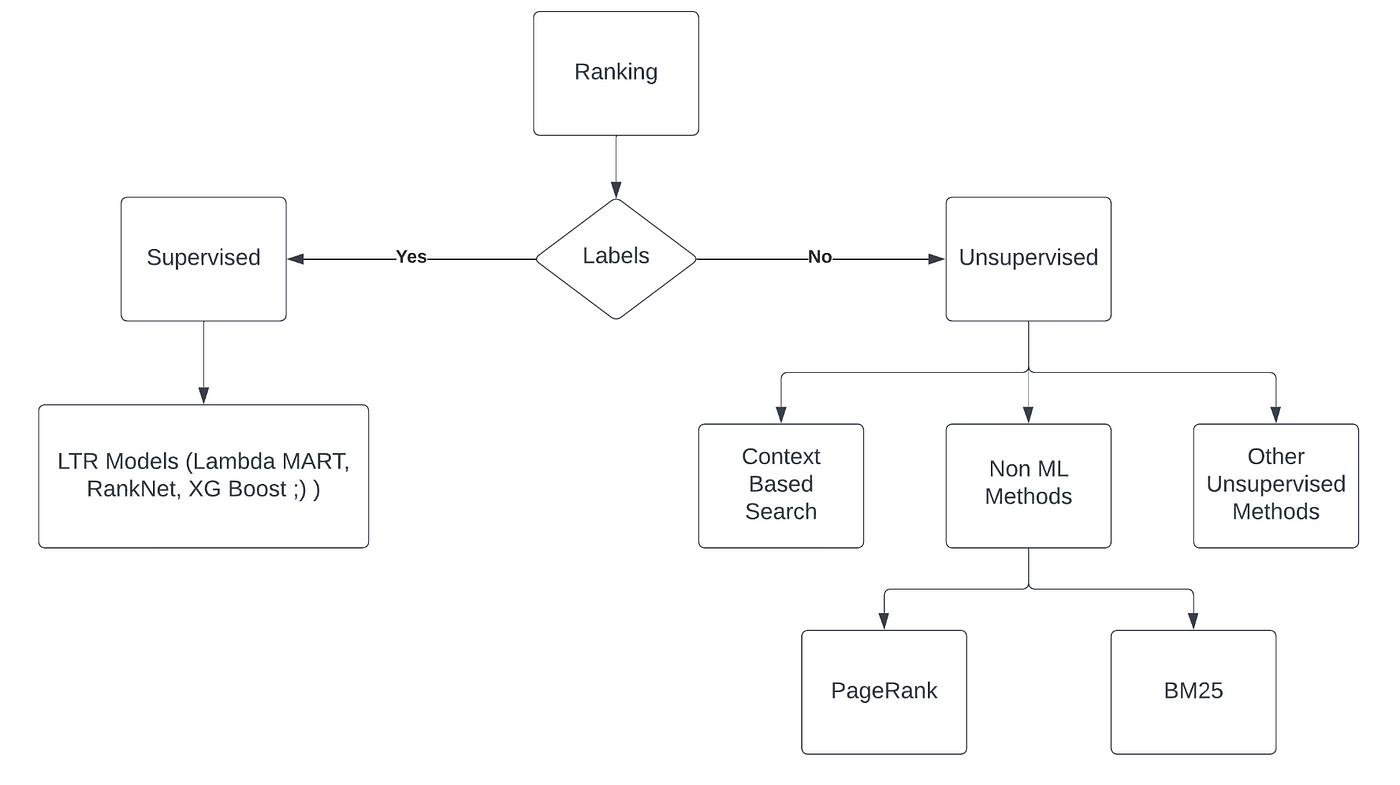 Ranking
Supervised
Yes
Labels
No
Unsupervised
LTR Models (Lambda MART,
RankNet, XG Boost ;) )
Context
Based
Search
Non ML
Methods
Other
Unsupervised
Methods
PageRank
BM25